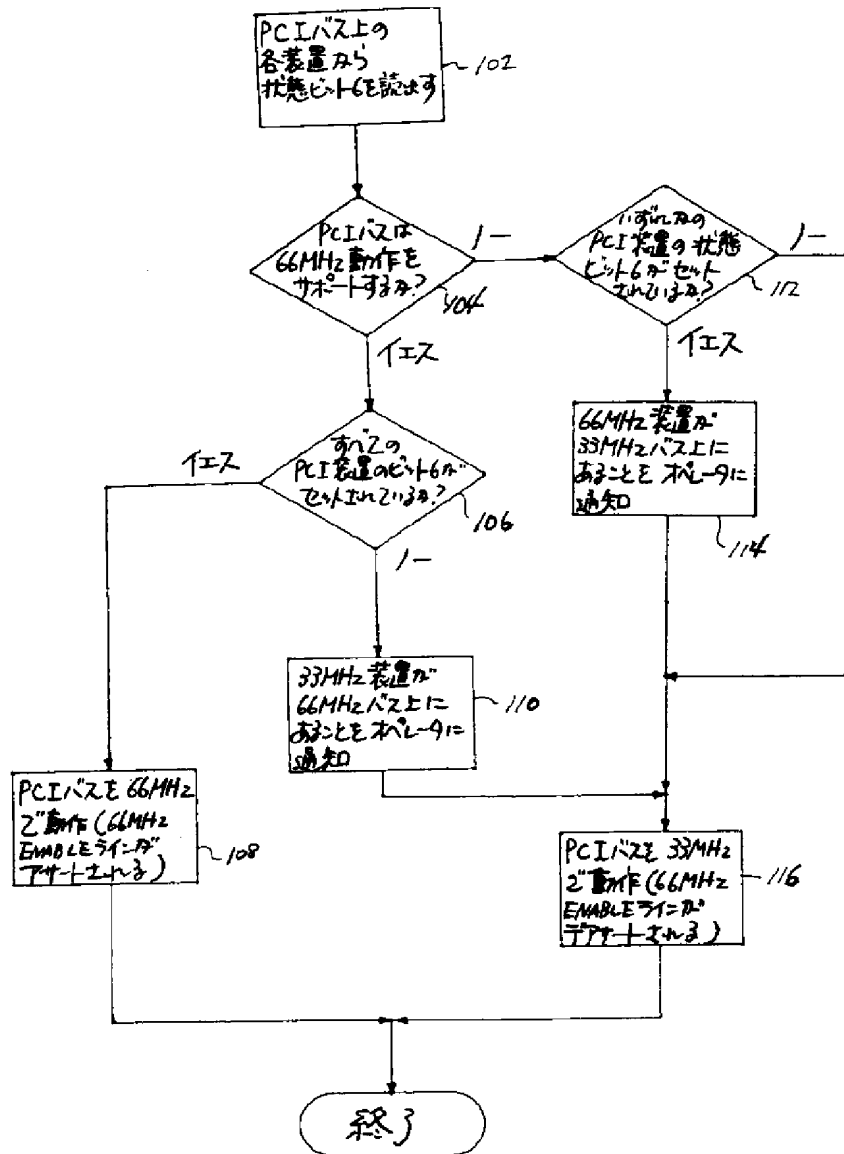 PCIバス上の
各装置から
状態ビット6を読出す
102
PCIバスは
66MHz動作を
サポートするか?
104
ノー
いずれかの
PCI装置の状態
ビット6がセット
されているか?
112
ノー
イエス
イエス
66MHz装置が
33MHzバス上に
あることをオペレータに
通知
114
すべての
PCI装置のビット6が
セットされているか?
106
イエス
ノー
33MHz装置が
66MHzバス上に
あることをオペレータに
通知
110
PCIバスを66MHz
で動作(66MHz
ENABLEラインが
アサートされる)
108
PCIバスを33MHz
で動作(66MHz
ENABLEラインが
デアサートされる)
116
終了